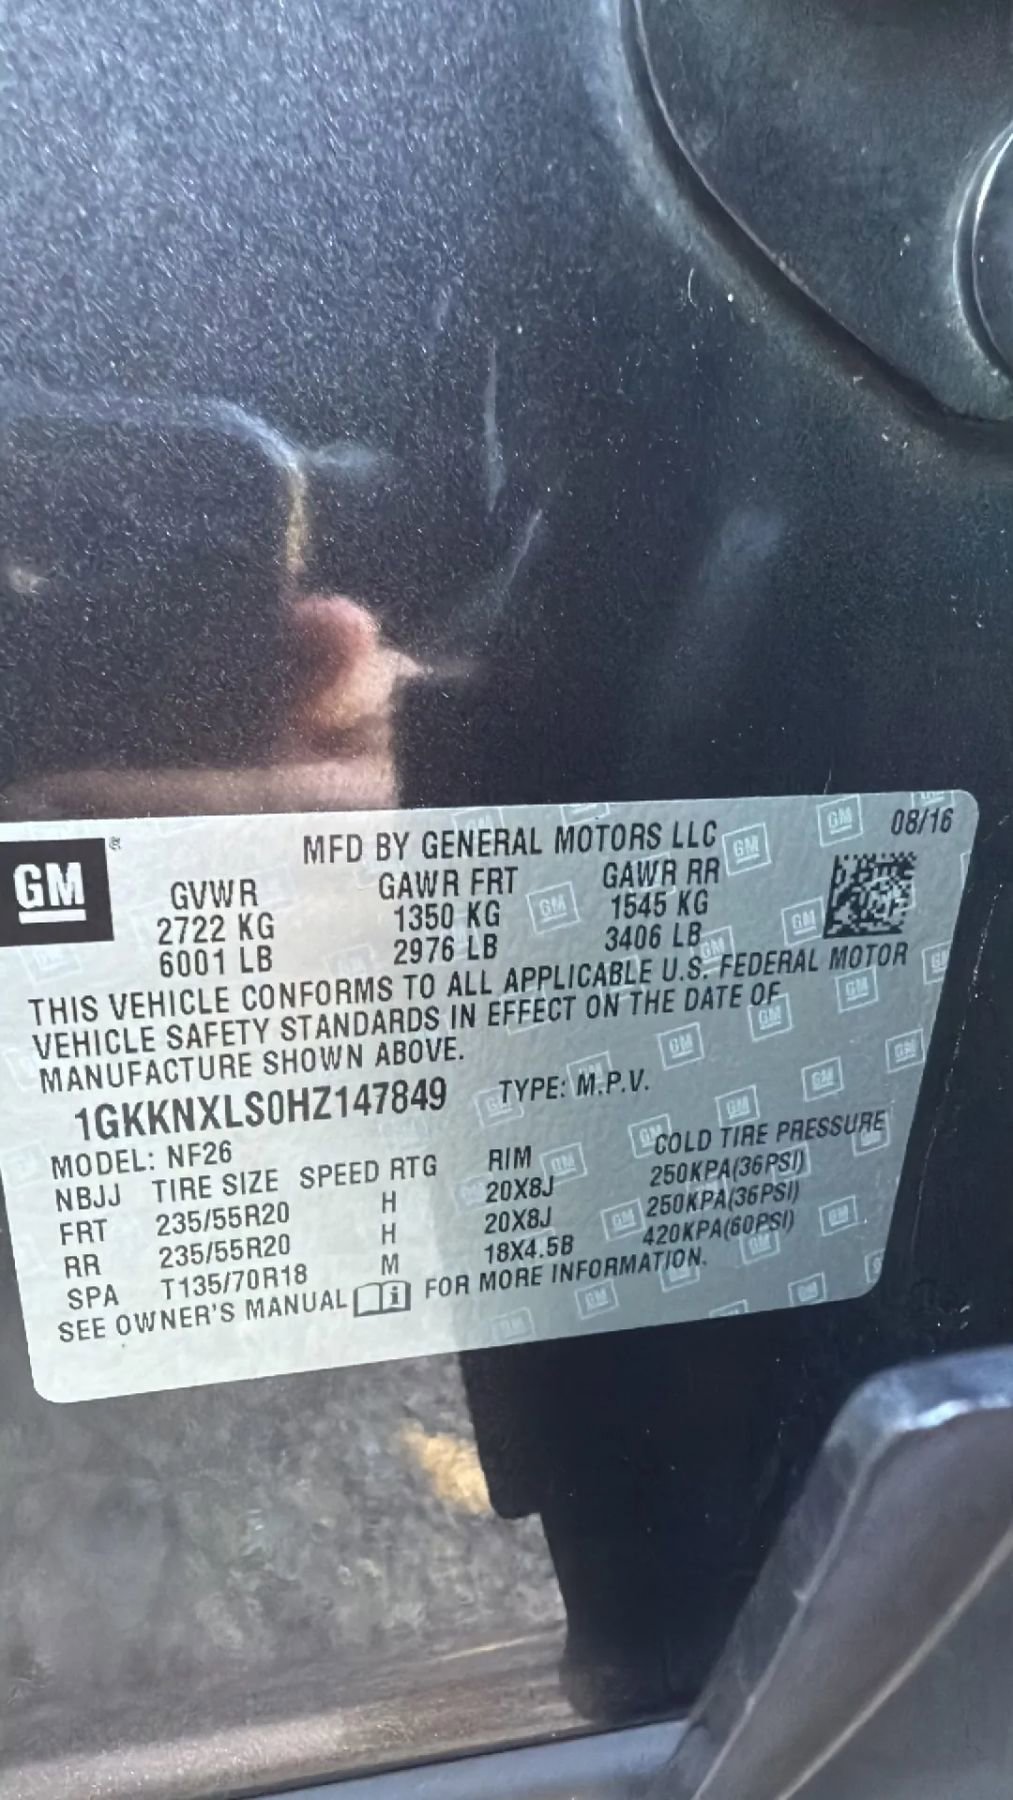 GM
MFD BY GENERAL MOTORS LLC 08/16
GVWR GAWR FRT GAWR RR
2722 KG 1350 KG 1545 KG
6001 LB 2976 LB 3406 LB
THIS VEHICLE CONFORMS TO ALL APPLICABLE U.S. FEDERAL MOTOR
VEHICLE SAFETY STANDARDS IN EFFECT ON THE DATE OF
MANUFACTURE SHOWN ABOVE.
1GKKNXLS0HZ147849 TYPE: M.P.V.
MODEL: NF26
NBJJ TIRE SIZE SPEED RTG RIM COLD TIRE PRESSURE
FRT 235/55R20 H 20X8J 250KPA(36PSI)
RR 235/55R20 H 20X8J 250KPA(36PSI)
SPA T135/70R18 M 18X4.5B 420KPA(60PSI)
SEE OWNER'S MANUAL FOR MORE INFORMATION.